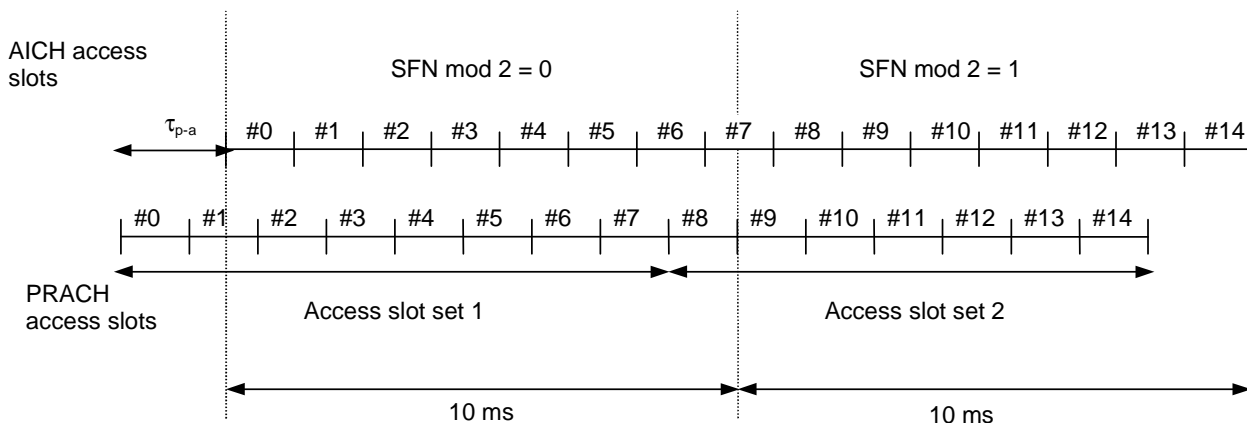 AICH access
slots
SFN mod 2 = 0
SFN mod 2 = 1
τp-a
#0 #1 #2 #3 #4 #5 #6 #7 #8 #9 #10 #11 #12 #13 #14
#0 #1 #2 #3 #4 #5 #6 #7 #8 #9 #10 #11 #12 #13 #14
PRACH
access slots
Access slot set 1
Access slot set 2
10 ms
10 ms